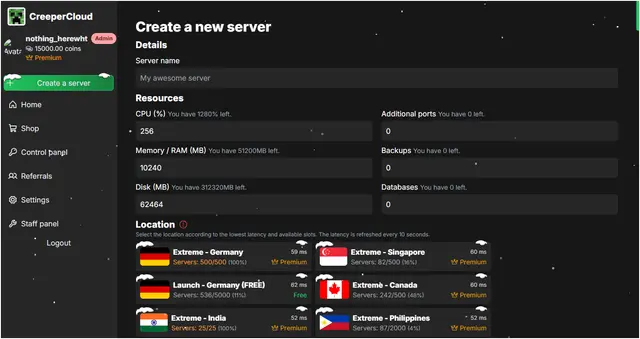 CreeperCloud
nothing_herewht Admin
15000.00 coins
Premium
+ Create a server
Home
Shop
Control panel
Referrals
Settings
Staff panel
Logout
Create a new server
Details
Server name
My awesome server
Resources
CPU (%) You have 1280% left.
256
Additional ports You have 0 left.
0
Memory / RAM (MB) You have 51200MB left.
10240
Backups You have 0 left.
0
Disk (MB) You have 312320MB left.
62464
Databases You have 0 left.
0
Location
Select the location according to the lowest latency and available slots. The latency is refreshed every 10 seconds.
Extreme - Germany 59 ms
Servers: 500/500 (100%) Premium
Extreme - Singapore 60 ms
Servers: 82/500 (16%) Premium
Launch - Germany (FREE) 62 ms
Servers: 536/5000 (11%) Free
Extreme - Canada 60 ms
Servers: 242/500 (48%) Premium
Extreme - India 52 ms
Servers: 25/25 (100%) Premium
Extreme - Philippines 52 ms
Servers: 87/2000 (4%) Premium